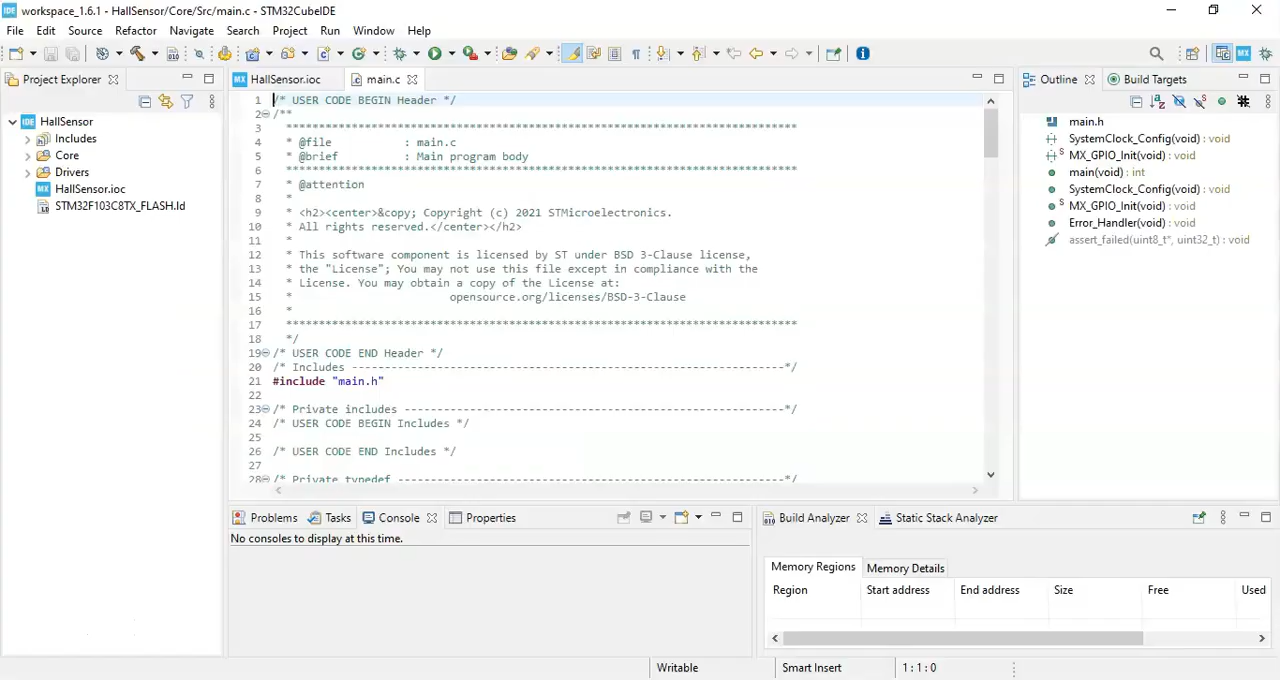 workspace_1.6.1 - HallSensor/Core/Src/main.c - STM32CubeIDE
File Edit Source Refactor Navigate Search Project Run Window Help
Project Explorer
HallSensor
Includes
Core
Drivers
HallSensor.ioc
STM32F103C8TX_FLASH.ld
HallSensor.ioc main.c
1 /* USER CODE BEGIN Header */
2 /**
3 ******************************************************************************
4 * @file : main.c
5 * @brief : Main program body
6 ******************************************************************************
7 * @attention
8 *
9 * <h2><center>&copy; Copyright (c) 2021 STMicroelectronics.
10 * All rights reserved.</center></h2>
11 *
12 * This software component is licensed by ST under BSD 3-Clause license,
13 * the "License"; You may not use this file except in compliance with the
14 * License. You may obtain a copy of the License at:
15 * opensource.org/licenses/BSD-3-Clause
16 *
17 ******************************************************************************
18 */
19 /* USER CODE END Header */
20 /* Includes ------------------------------------------------------------------*/
21 #include "main.h"
22
23 /* Private includes ----------------------------------------------------------*/
24 /* USER CODE BEGIN Includes */
25
26 /* USER CODE END Includes */
27
28 /* Private typedef -----------------------------------------------------------*/
Outline Build Targets
main.h
SystemClock_Config(void) : void
MX_GPIO_Init(void) : void
main(void) : int
SystemClock_Config(void) : void
MX_GPIO_Init(void) : void
Error_Handler(void) : void
assert_failed(uint8_t*, uint32_t) : void
Problems Tasks Console Properties
No consoles to display at this time.
Build Analyzer Static Stack Analyzer
Memory Regions Memory Details
Region Start address End address Size Free Used
Writable Smart Insert 1 : 1 : 0